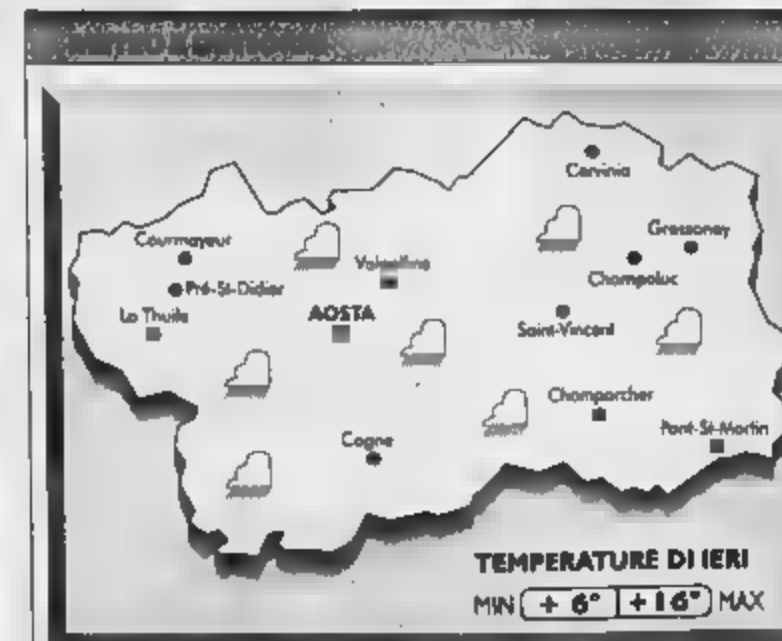 Cervinia
Courmayeur
Gressoney
Valpelline
Champoluc
Pré-St-Didier
La Thuile
AOSTA
Saint-Vincent
Champorcher
Pont-St-Martin
Cogne
TEMPERATURE DI IERI
MIN + 6° +16° MAX